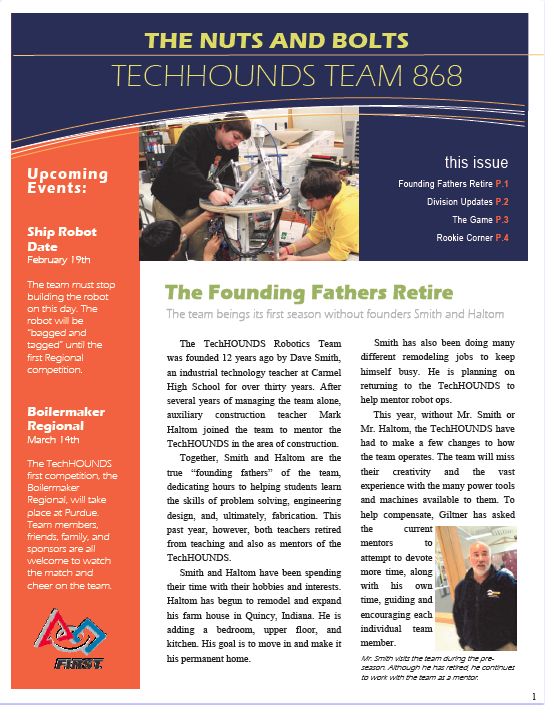 THE NUTS AND BOLTS
TECHHOUNDS TEAM 868
this issue
Founding Fathers Retire P.1
Division Updates P.2
The Game P.3
Rookie Corner P.4
Upcoming
Events:
Ship Robot
Date
February 19th
The team must stop
building the robot
on this day. The
robot will be
“bagged and
tagged” until the
first Regional
competition.
Boilermaker
Regional
March 14th
The TechHOUNDS
first competition, the
Boilermaker
Regional, will take
place at Purdue.
Team members,
friends, family, and
sponsors are all
welcome to watch
the match and
cheer on the team.
FIRST
The Founding Fathers Retire
The team beings its first season without founders Smith and Haltom
The TechHOUNDS Robotics Team
was founded 12 years ago by Dave Smith,
an industrial technology teacher at Carmel
High School for over thirty years. After
several years of managing the team alone,
auxiliary construction teacher Mark
Haltom joined the team to mentor the
TechHOUNDS in the area of construction.
Together, Smith and Haltom are the
true “founding fathers” of the team,
dedicating hours to helping students learn
the skills of problem solving, engineering
design, and, ultimately, fabrication. This
past year, however, both teachers retired
from teaching and also as mentors of the
TechHOUNDS.
Smith and Haltom have been spending
their time with their hobbies and interests.
Haltom has begun to remodel and expand
his farm house in Quincy, Indiana. He is
adding a bedroom, upper floor, and
kitchen. His goal is to move in and make it
his permanent home.
Smith has also been doing many
different remodeling jobs to keep
himself busy. He is planning on
returning to the TechHOUNDS to
help mentor robot ops.
This year, without Mr. Smith or
Mr. Haltom, the TechHOUNDS have
had to make a few changes to how
the team operates. The team will miss
their creativity and the vast
experience with the many power tools
and machines available to them. To
help compensate, Giltner has asked
the current
mentors to
attempt to devote
more time, along
with his own
time, guiding and
encouraging each
individual team
member.
Mr. Smith visits the team during the pre-
season. Although he has retired, he continues
to work with the team as a mentor.
1